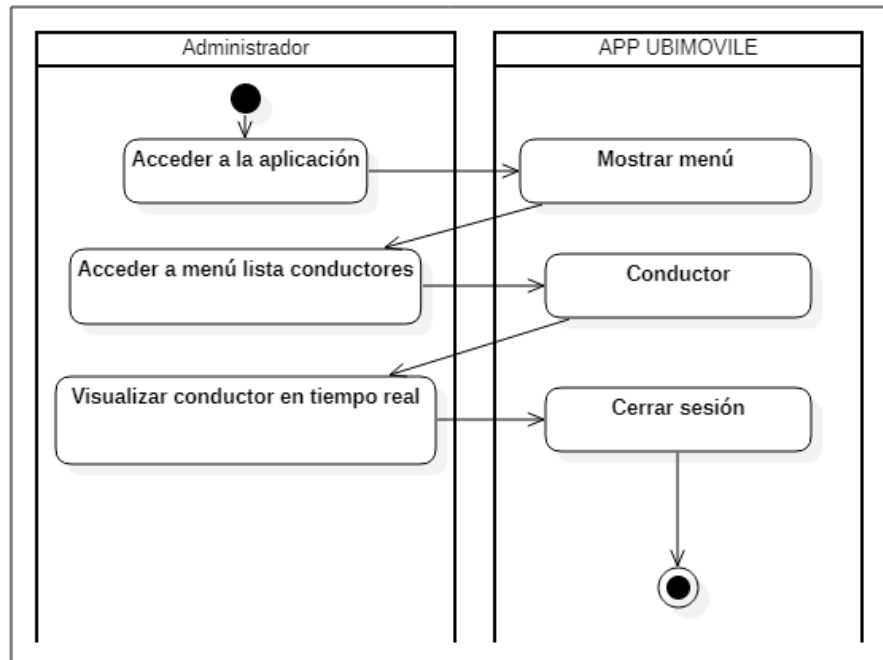 Administrador
APP UBIMOVILE
Acceder a la aplicación
Mostrar menú
Acceder a menú lista conductores
Conductor
Visualizar conductor en tiempo real
Cerrar sesión